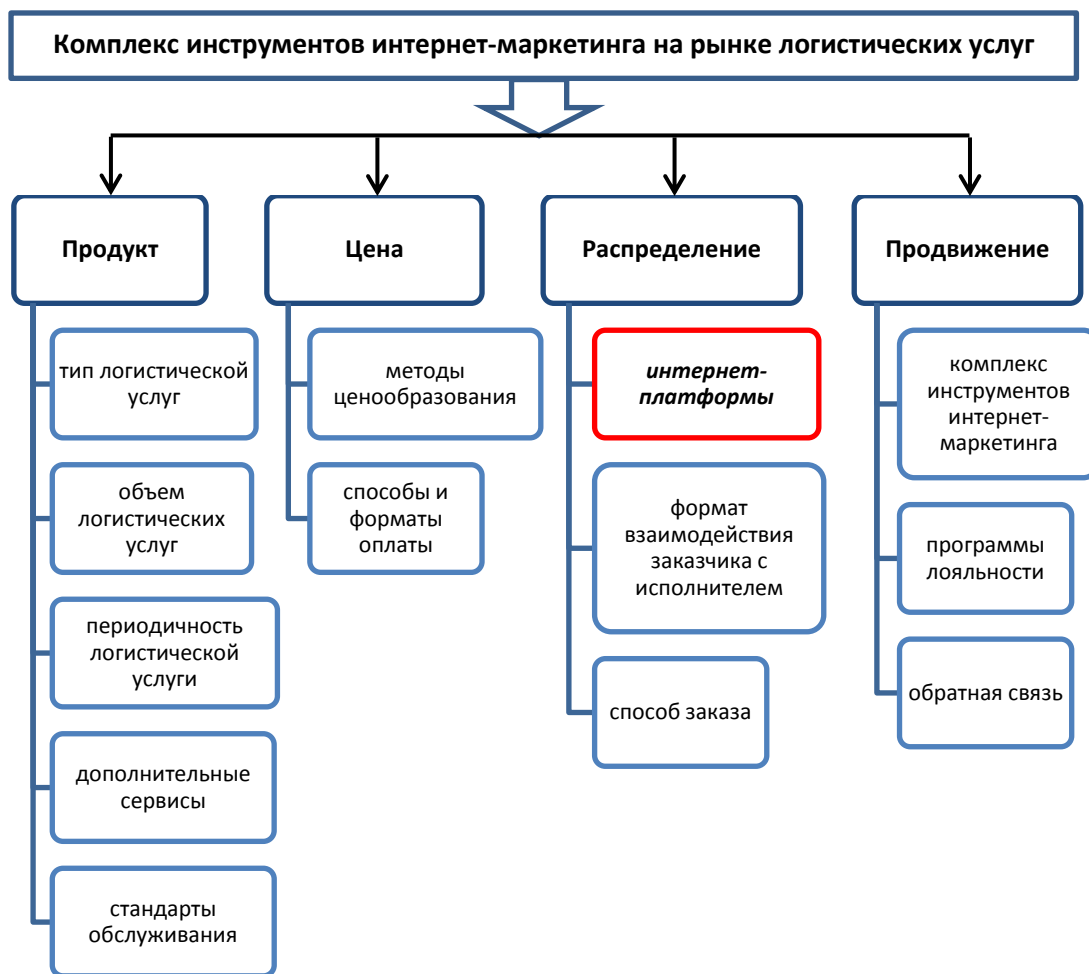 Комплекс инструментов интернет-маркетинга на рынке логистических услуг
Продукт
тип логистической
услуг
объем
логистических
услуг
периодичность
логистической
услуги
дополнительные
сервисы
стандарты
обслуживания
Цена
методы
ценообразования
способы и
форматы
оплаты
Распределение
интернет-
платформы
формат
взаимодействия
заказчика с
исполнителем
способ заказа
Продвижение
комплекс
инструментов
интернет-
маркетинга
программы
лояльности
обратная связь